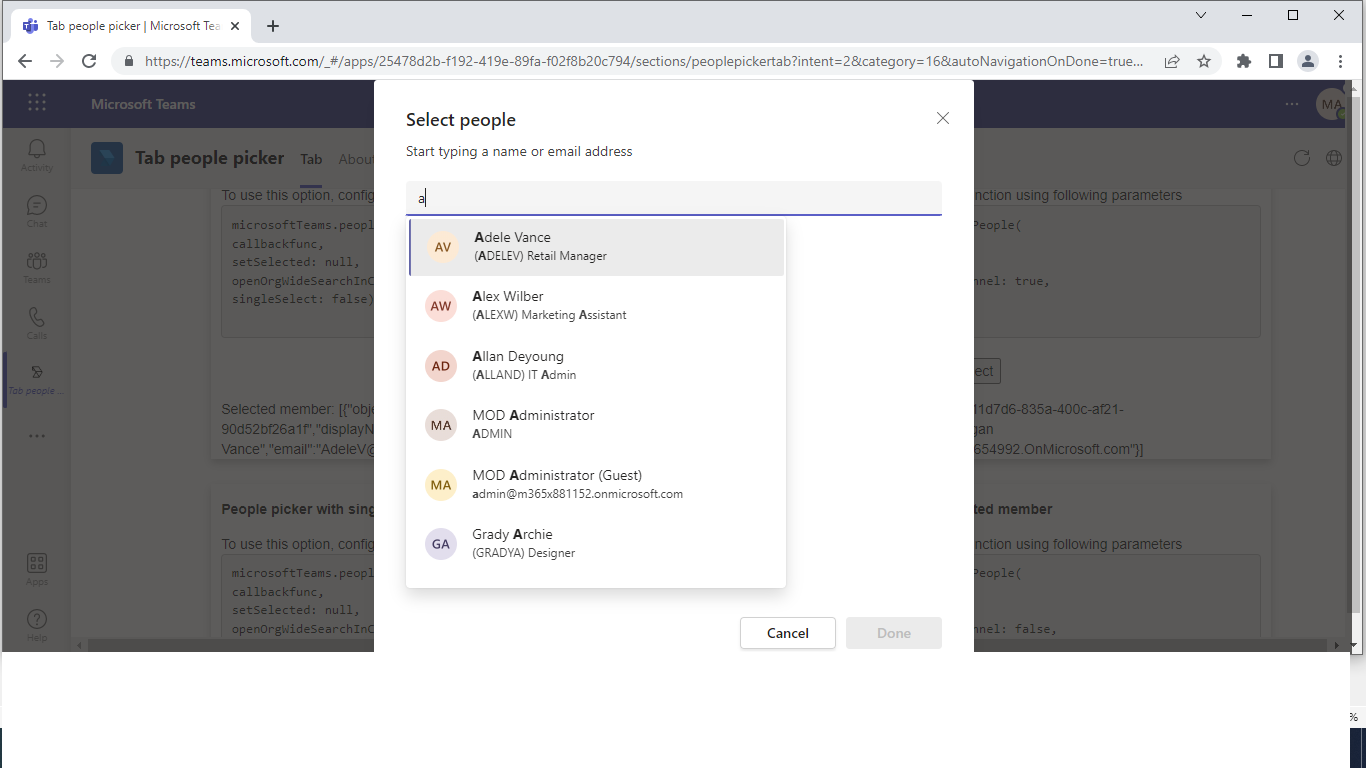 Tab people picker | Microsoft Tea
https://teams.microsoft.com/_#/apps/25478d2b-f192-419e-89fa-f02f8b20c794/sections/peoplepickertab?intent=2&category=16&autoNavigationOnDone=true...
Microsoft Teams
MA
Tab people picker
Tab
About
Activity
Chat
Teams
Calls
Tab people ...
Apps
Help
To use this option, config
nction using following parameters
microsoftTeams.peopl
People(
callbackfunc,
setSelected: null,
openOrgWideSearchInC
nnel: true,
singleSelect: false)
ect
Selected member: [{"obje
11d7d6-835a-400c-af21-
90d52bf26a1f","displayN
gan
Vance","email":"AdeleV@
654992.OnMicrosoft.com"}]
People picker with sing
ted member
To use this option, config
nction using following parameters
microsoftTeams.peopl
People(
callbackfunc,
setSelected: null,
openOrgWideSearchInC
nnel: false,
Select people
Start typing a name or email address
a
AV
Adele Vance
(ADELEV) Retail Manager
AW
Alex Wilber
(ALEXW) Marketing Assistant
AD
Allan Deyoung
(ALLAND) IT Admin
MA
MOD Administrator
ADMIN
MA
MOD Administrator (Guest)
admin@m365x881152.onmicrosoft.com
GA
Grady Archie
(GRADYA) Designer
Cancel
Done
%